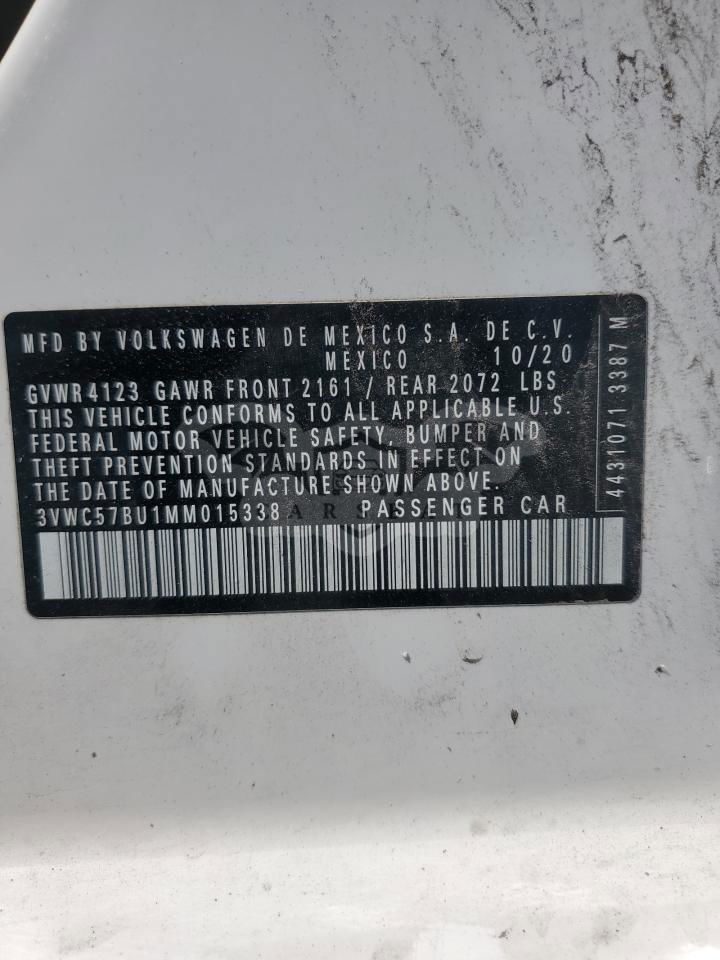 MFD BY VOLKSWAGEN DE MEXICO S.A. DE C.V.
MEXICO 10/20
GVWR 4123 GAWR FRONT 2161 / REAR 2072 LBS
THIS VEHICLE CONFORMS TO ALL APPLICABLE U.S.
FEDERAL MOTOR VEHICLE SAFETY, BUMPER AND
THEFT PREVENTION STANDARDS IN EFFECT ON
THE DATE OF MANUFACTURE SHOWN ABOVE.
3VWC57BU1MM015338 PASSENGER CAR
4431071 3387 M